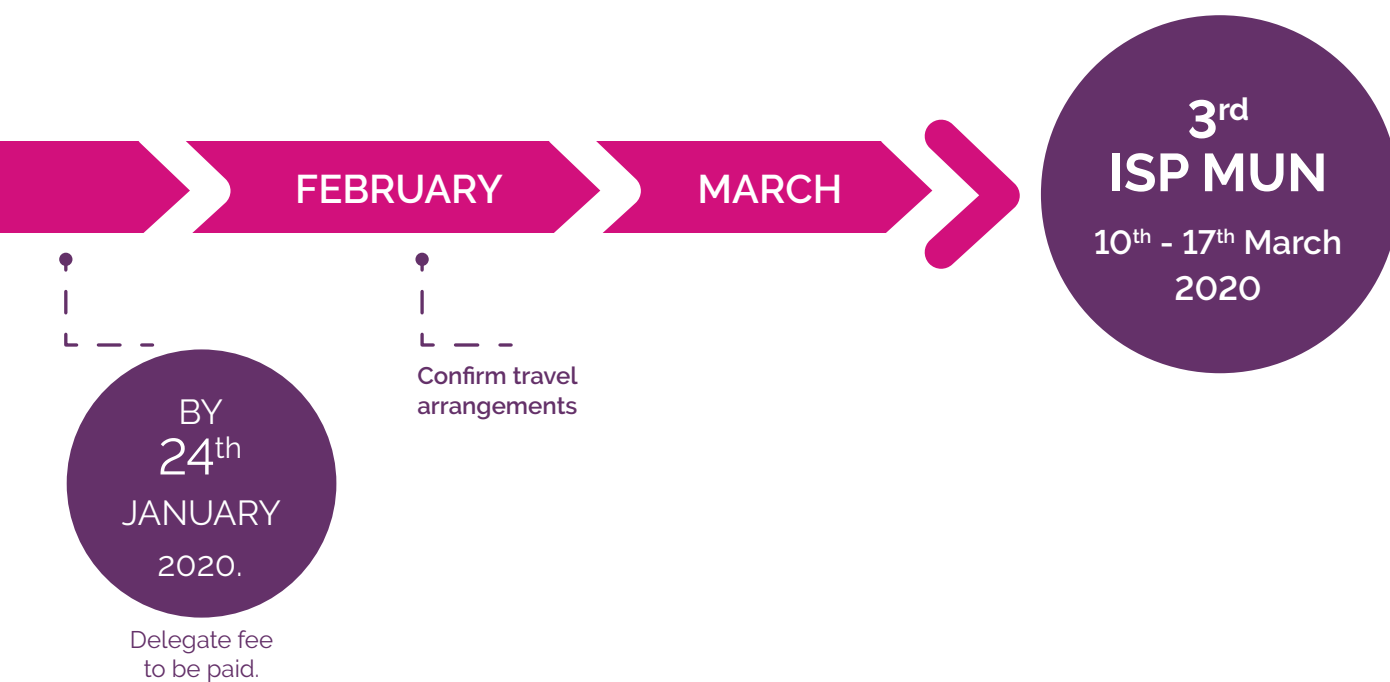 FEBRUARY
MARCH
3rd
ISP MUN
10th - 17th March
2020
Confirm travel
arrangements
BY
24th
JANUARY
2020.
Delegate fee
to be paid.